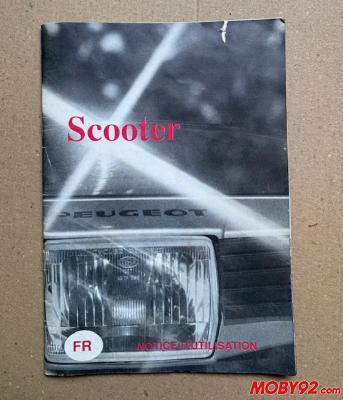 Scooter
PEUGEOT
FR
NOTICE D'UTILISATION
MOBY92.com